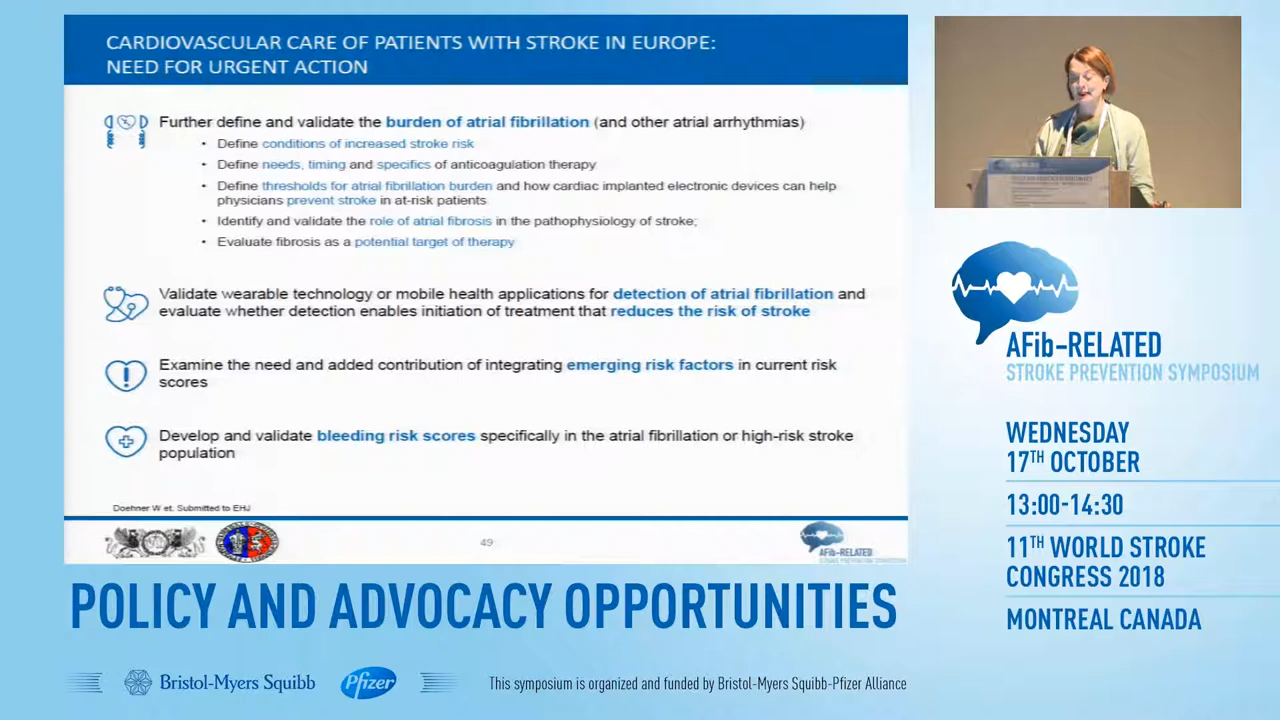 CARDIOVASCULAR CARE OF PATIENTS WITH STROKE IN EUROPE:
NEED FOR URGENT ACTION
Further define and validate the burden of atrial fibrillation (and other atrial arrhythmias)
• Define conditions of increased stroke risk
• Define needs, timing and specifics of anticoagulation therapy
• Define thresholds for atrial fibrillation burden and how cardiac implanted electronic devices can help
physicians prevent stroke in at-risk patients
• Identify and validate the role of atrial fibrosis in the pathophysiology of stroke;
• Evaluate fibrosis as a potential target of therapy
Validate wearable technology or mobile health applications for detection of atrial fibrillation and
evaluate whether detection enables initiation of treatment that reduces the risk of stroke
Examine the need and added contribution of integrating emerging risk factors in current risk
scores
Develop and validate bleeding risk scores specifically in the atrial fibrillation or high-risk stroke
population
Doehner W et. Submitted to EHJ
49
AFib-RELATED
AFib-RELATED
STROKE PREVENTION SYMPOSIUM
WEDNESDAY
17TH OCTOBER
13:00-14:30
11TH WORLD STROKE
CONGRESS 2018
MONTREAL CANADA
POLICY AND ADVOCACY OPPORTUNITIES
Bristol-Myers Squibb
Pfizer
This symposium is organized and funded by Bristol-Myers Squibb-Pfizer Alliance